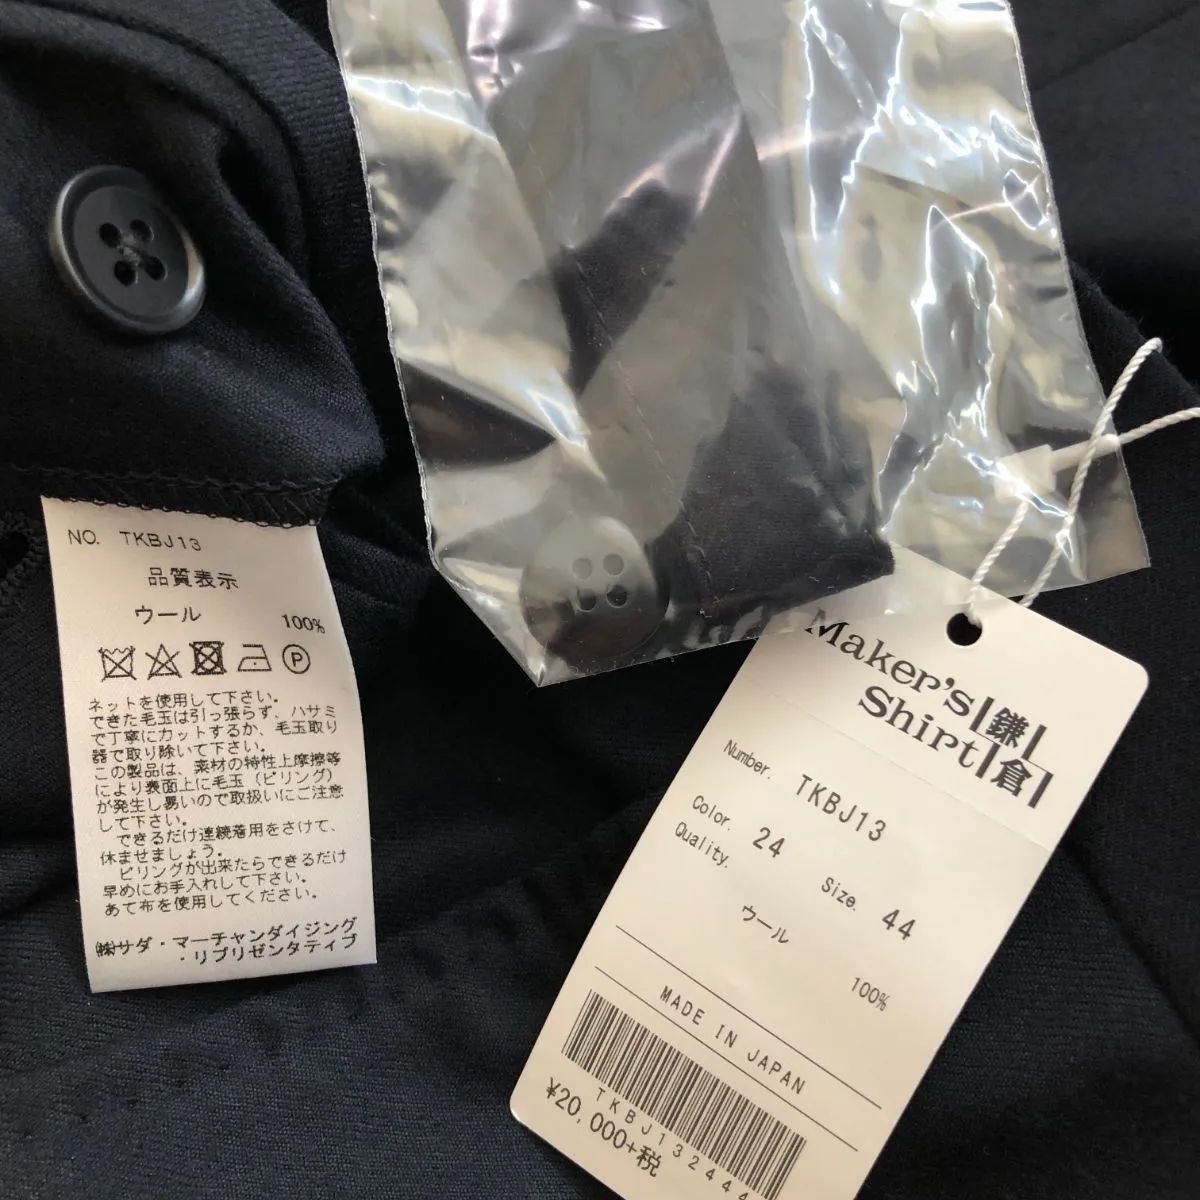 NO. TKBJ13
品質表示
ウール 100%
P
ネットを使用して下さい。
できた毛玉は引っ張らず、ハサミ
で丁寧にカットするか、毛玉取り
器で取り除いて下さい。
この製品は、素材の特性上摩擦等
により表面上に毛玉（ピリング）
が発生し易いので取扱いにご注意
して下さい。
できるだけ連続着用をさけて、
休ませましょう。
ピリングが出来たらできるだけ
早めにお手入れして下さい。
あて布を使用してください。
㈱サダ・マーチャンダイジング
・リプリゼンタティブ
Maker's 鎌
Shirt 倉
Number. TKBJ13
Color. 24 Size. 44
Quality.
ウール 100%
MADE IN JAPAN
TKBJ132444
¥20,000+税